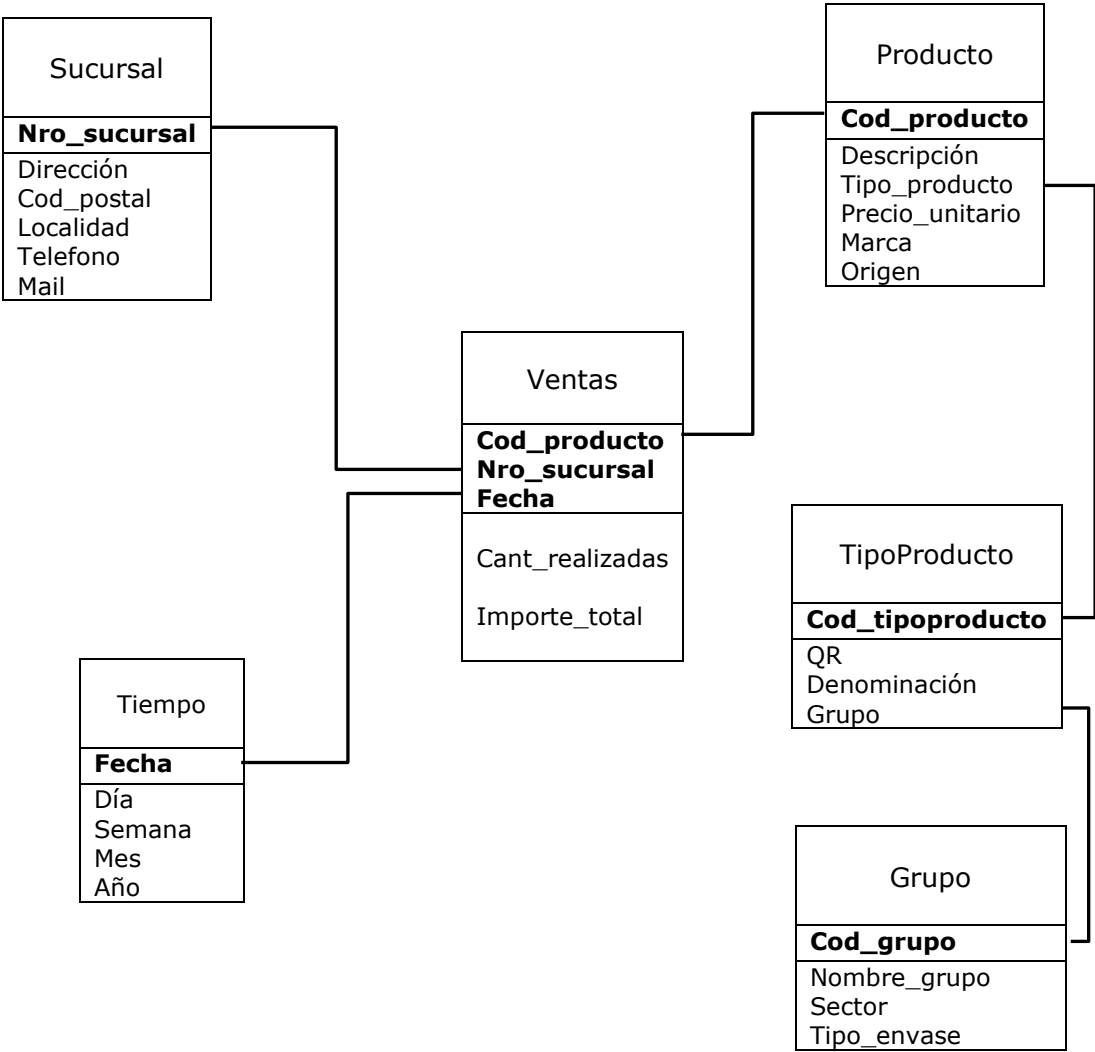 Sucursal
Nro_sucursal
Dirección
Cod_postal
Localidad
Telefono
Mail
Producto
Cod_producto
Descripción
Tipo_producto
Precio_unitario
Marca
Origen
Ventas
Cod_producto
Nro_sucursal
Fecha
Cant_realizadas
Importe_total
TipoProducto
Cod_tipoproducto
QR
Denominación
Grupo
Tiempo
Fecha
Día
Semana
Mes
Año
Grupo
Cod_grupo
Nombre_grupo
Sector
Tipo_envase